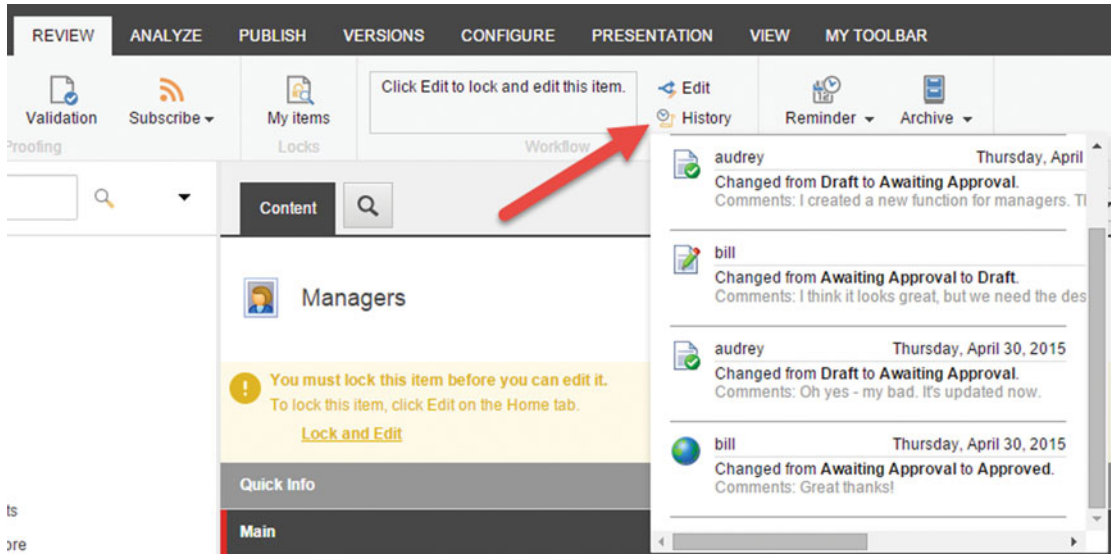 REVIEW ANALYZE PUBLISH VERSIONS CONFIGURE PRESENTATION VIEW MY TOOLBAR
Click Edit to lock and edit this item.
Edit
Validation Subscribe My items History Reminder Archive
Proofing Locks Workflow
Content
Managers
You must lock this item before you can edit it.
To lock this item, click Edit on the Home tab.
Lock and Edit
Quick Info
Main
ts
ore
audrey Thursday, April
Changed from Draft to Awaiting Approval.
Comments: I created a new function for managers.
bill
Changed from Awaiting Approval to Draft.
Comments: I think it looks great, but we need the des
audrey Thursday, April 30, 2015
Changed from Draft to Awaiting Approval.
Comments: Oh yes - my bad. It's updated now.
bill Thursday, April 30, 2015
Changed from Awaiting Approval to Approved.
Comments: Great thanks!